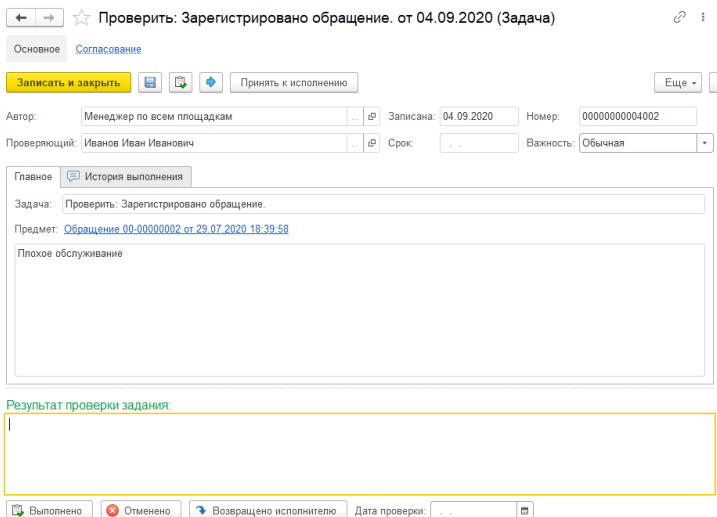 Проверить: Зарегистрировано обращение. от 04.09.2020 (Задача)
Основное Согласование
Записать и закрыть Принять к исполнению Еще
Автор: Менеджер по всем площадкам ... Записана: 04.09.2020 Номер: 00000000004002
Проверяющий: Иванов Иван Иванович ... Срок: . . Важность: Обычная
Главное История выполнения
Задача: Проверить: Зарегистрировано обращение.
Предмет: Обращение 00-00000002 от 29.07.2020 18:39:58
Плохое обслуживание
Результат проверки задания:
Выполнено Отменено Возвращено исполнителю Дата проверки: . .